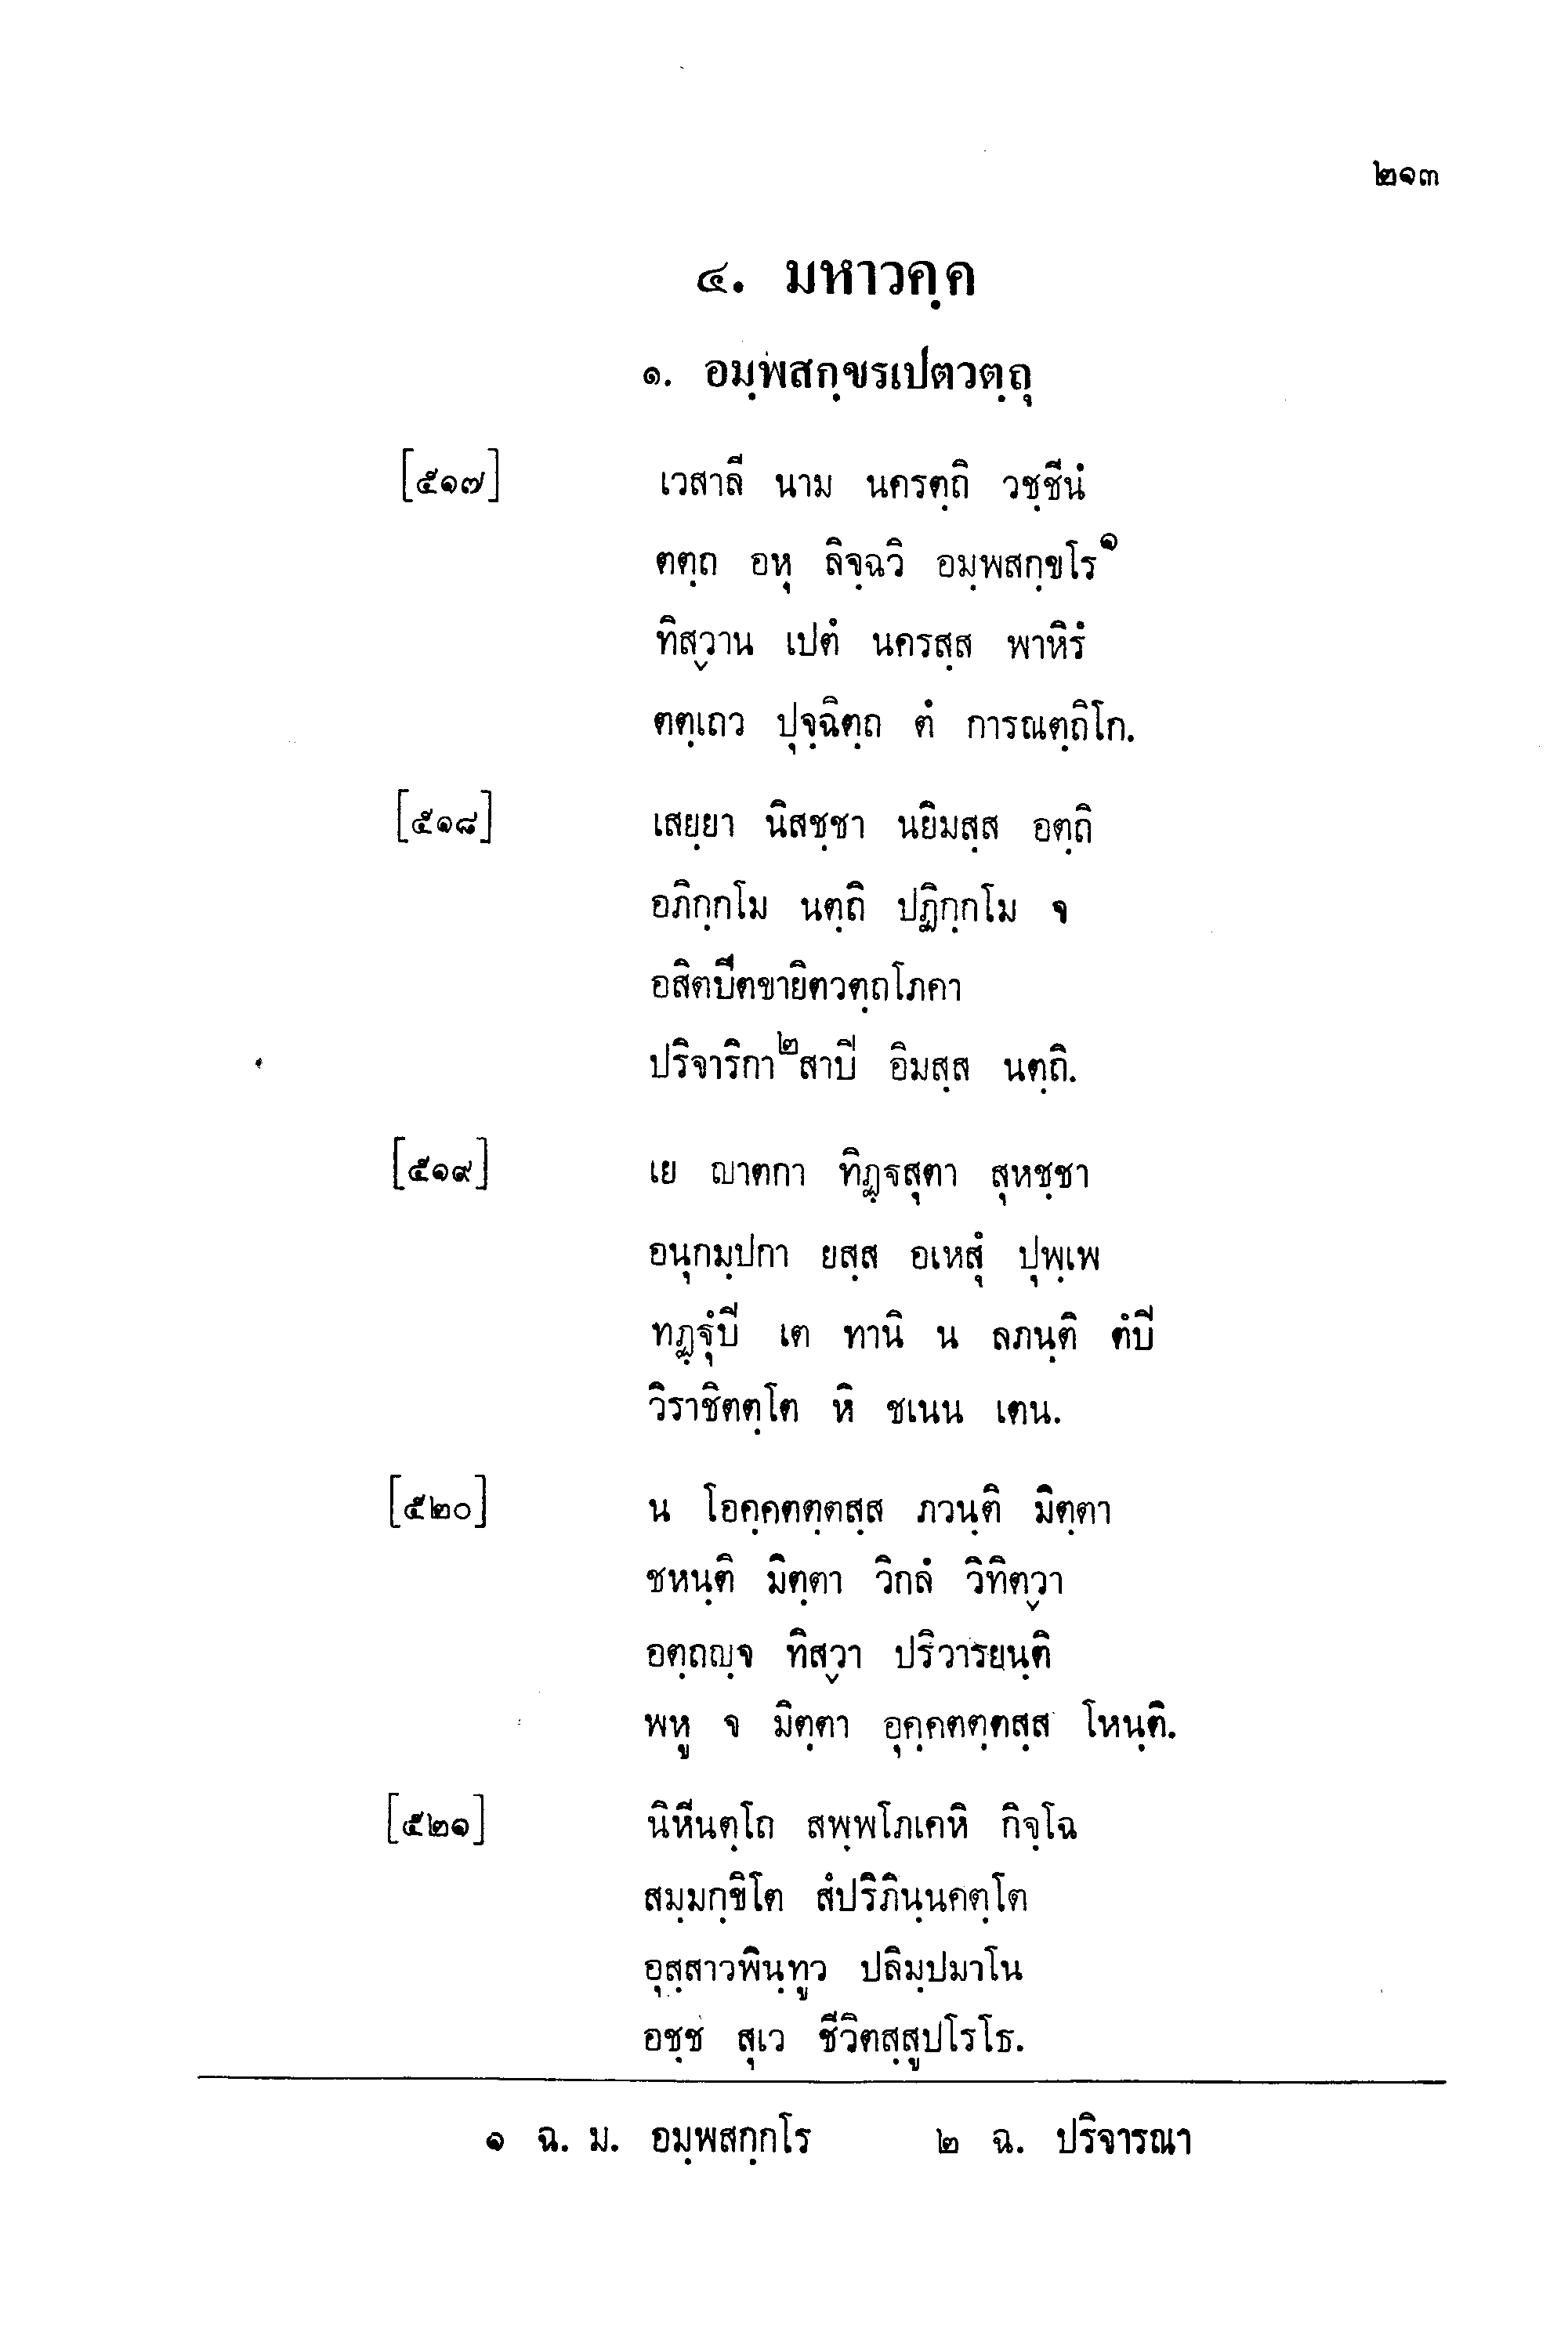 ๒๑๓
๔. มหาวคฺค
๑. อมฺพสกฺขรเปตวตฺถุ
[๕๑๗] เวสาลี นาม นครตฺถิ วชฺชีนํ
ตตฺถ อหุ ลิจฺฉวิ อมฺพสกฺขโร๑
ทิสฺวาน เปตํ นครสฺส พาหิรํ
ตตฺเถว ปุจฺฉิตฺถ ตํ การณตฺถิโก.
[๕๑๘] เสยฺยา นิสชฺชา นยิมสฺส อตฺถิ
อภิกฺกโม นตฺถิ ปฏิกฺกโม จ
อสิตปีตขายิตวตฺถโภคา
ปริจาริกา๒สาปี อิมสฺส นตฺถิ.
[๕๑๙] เย ญาตกา ทิฏฺฐสุตา สุหชฺชา
อนุกมฺปกา ยสฺส อเหสุํ ปุพฺเพ
ทฏฺฐุํปี เต ทานิ น ลภนฺติ ตํปี
วิราชิตตฺโต หิ ชเนน เตน.
[๕๒๐] น โอคฺคตตฺตสฺส ภวนฺติ มิตฺตา
ชหนฺติ มิตฺตา วิกลํ วิทิตฺวา
อตฺถญฺจ ทิสฺวา ปริวารยนฺติ
พหู จ มิตฺตา อุคฺคตตฺตสฺส โหนฺติ.
[๕๒๑] นิหีนตฺโถ สพฺพโภเคหิ กิจฺโฉ
สมฺมกฺขิโต สํปริภินฺนคตฺโต
อุสฺสาวพินฺทูว ปลิมฺปมาโน
อชฺช สุเว ชีวิตสฺสูปโรโธ.
๑ ฉ. ม. อมฺพสกฺกโร ๒ ฉ. ปริจารณา